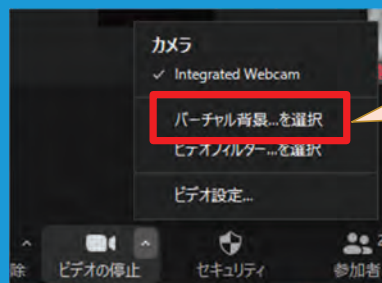 カメラ
✓ Integrated Webcam
バーチャル背景...を選択
ビデオフィルター...を選択
ビデオ設定...
除 ビデオの停止 セキュリティ 参加者 2